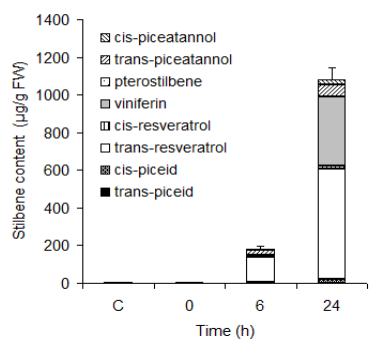 Stilbene content (µg/g FW)
1400
1200
1000
800
600
400
200
0
cis-piceatannol
trans-piceatannol
pterostilbene
viniferin
cis-resveratrol
trans-resveratrol
cis-piceid
trans-piceid
C 0 6 24
Time (h)